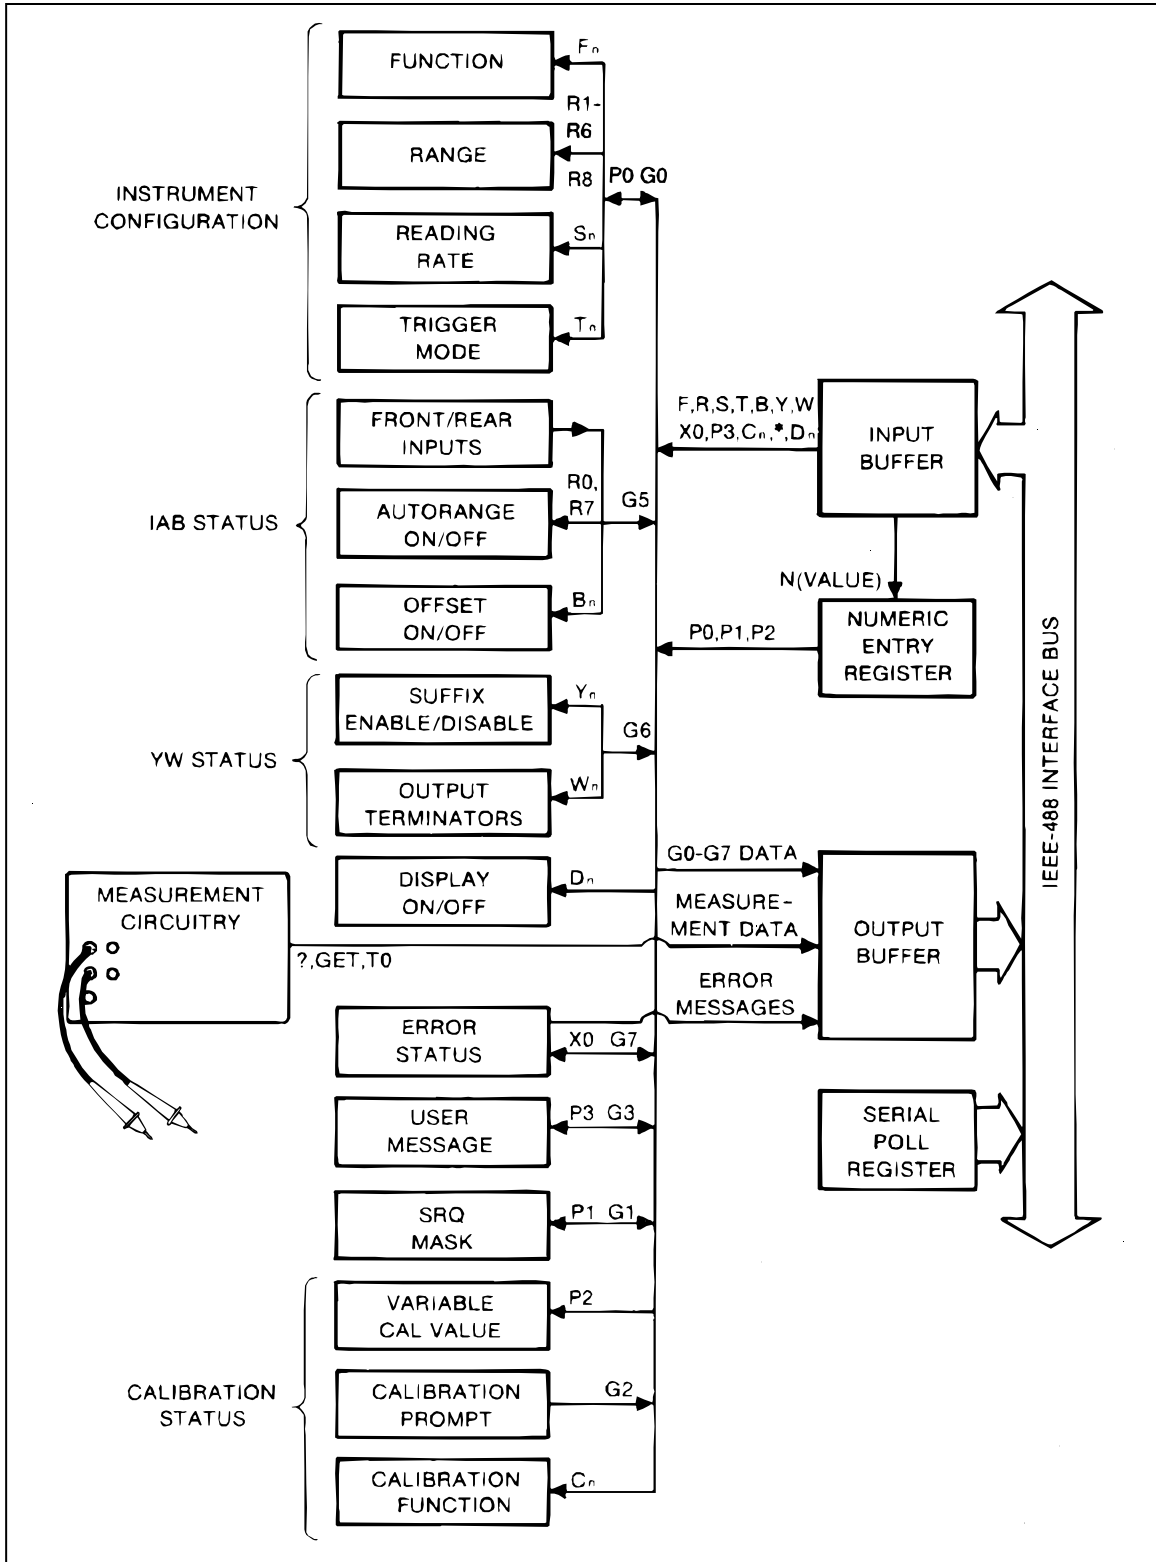 INSTRUMENT
CONFIGURATION
FUNCTION
Fn
RANGE
R1-
R6
R8
READING
RATE
Sn
TRIGGER
MODE
Tn
P0 G0
IAB STATUS
FRONT/REAR
INPUTS
AUTORANGE
ON/OFF
R0,
R7
G5
OFFSET
ON/OFF
Bn
YW STATUS
SUFFIX
ENABLE/DISABLE
Yn
OUTPUT
TERMINATORS
Wn
G6
DISPLAY
ON/OFF
Dn
MEASUREMENT
CIRCUITRY
?,GET,T0
ERROR
STATUS
X0 G7
USER
MESSAGE
P3 G3
SRQ
MASK
P1 G1
CALIBRATION
STATUS
VARIABLE
CAL VALUE
P2
CALIBRATION
PROMPT
G2
CALIBRATION
FUNCTION
Cn
F,R,S,T,B,Y,W
X0,P3,Cn,*,Dn
INPUT
BUFFER
N(VALUE)
NUMERIC
ENTRY
REGISTER
P0,P1,P2
G0-G7 DATA
MEASURE-
MENT DATA
ERROR
MESSAGES
OUTPUT
BUFFER
SERIAL
POLL
REGISTER
IEEE-488 INTERFACE BUS